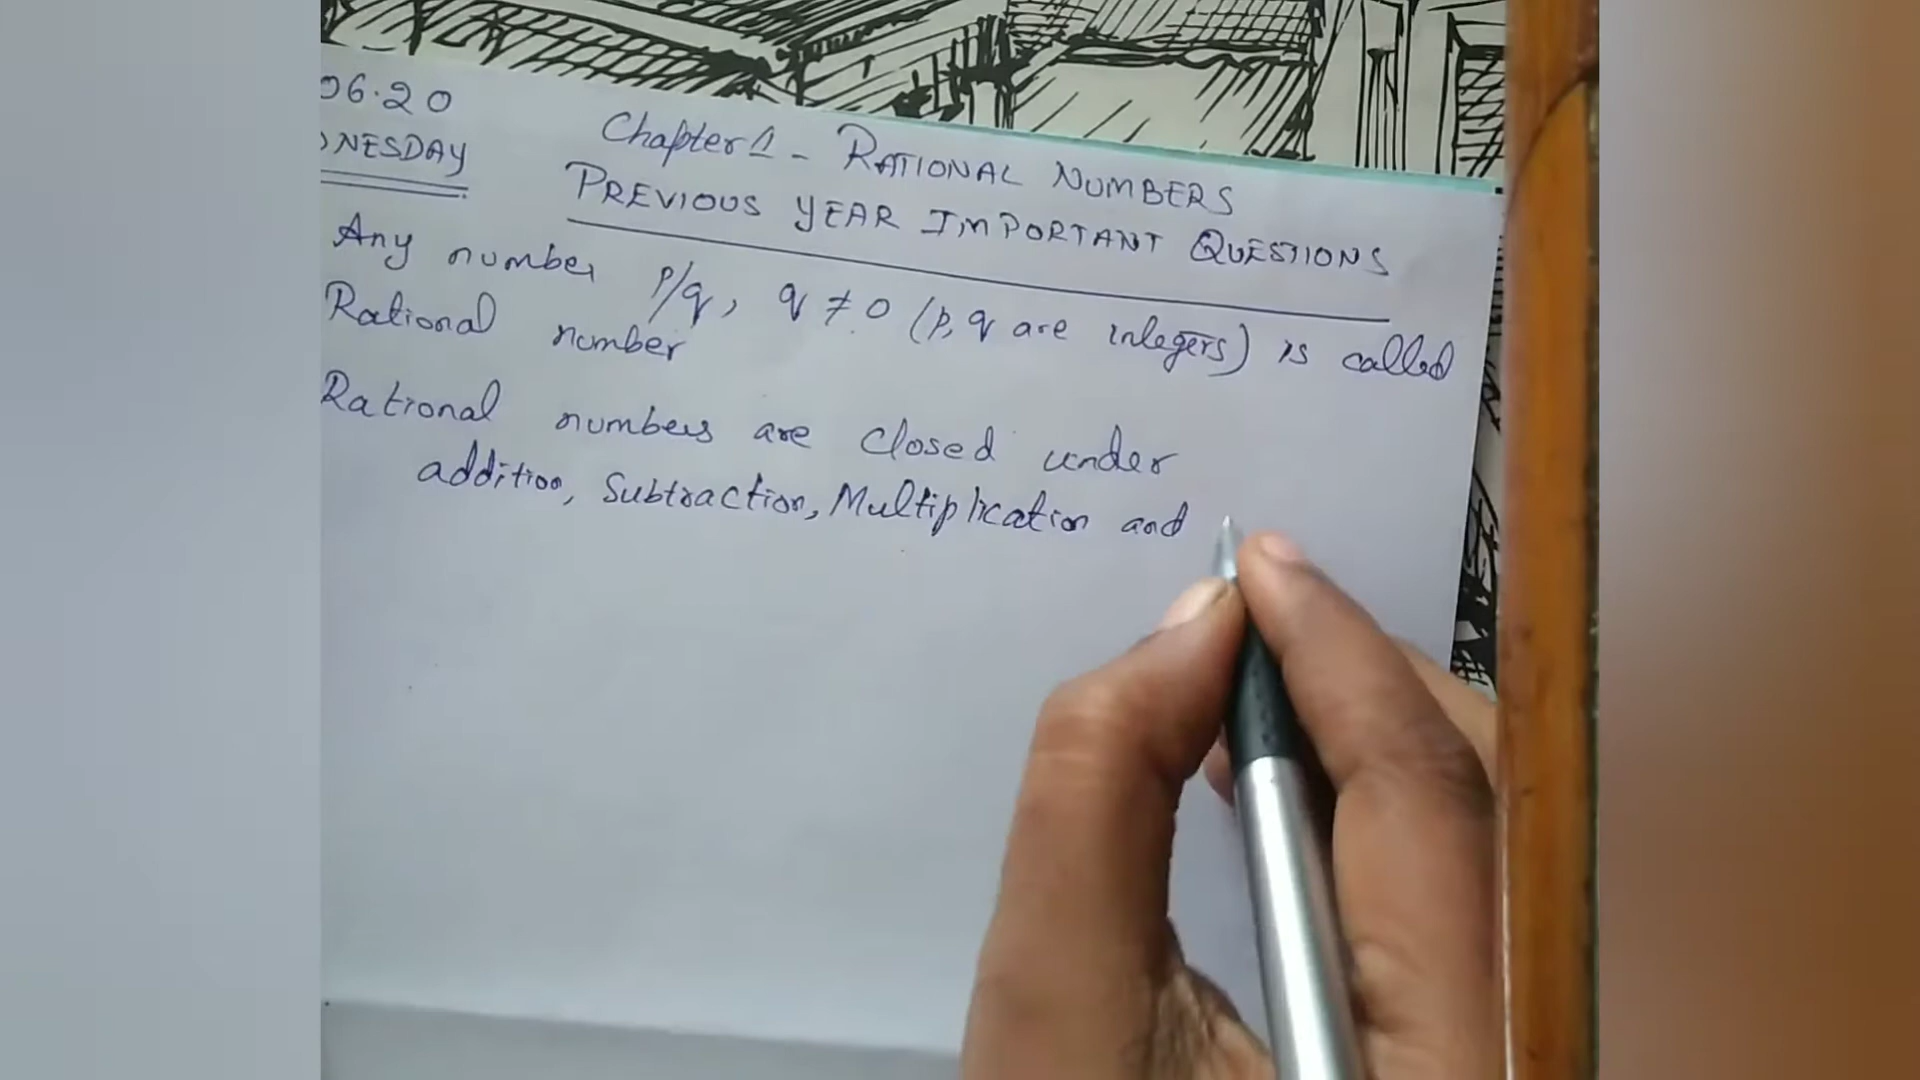 06.20
NESDAY
Chapter 1 - RATIONAL NUMBERS
PREVIOUS YEAR IMPORTANT QUESTIONS
Any number p/q, q ≠ 0 (p, q are integers) is called
Rational number
Rational numbers are closed under
addition, Subtraction, Multiplication and